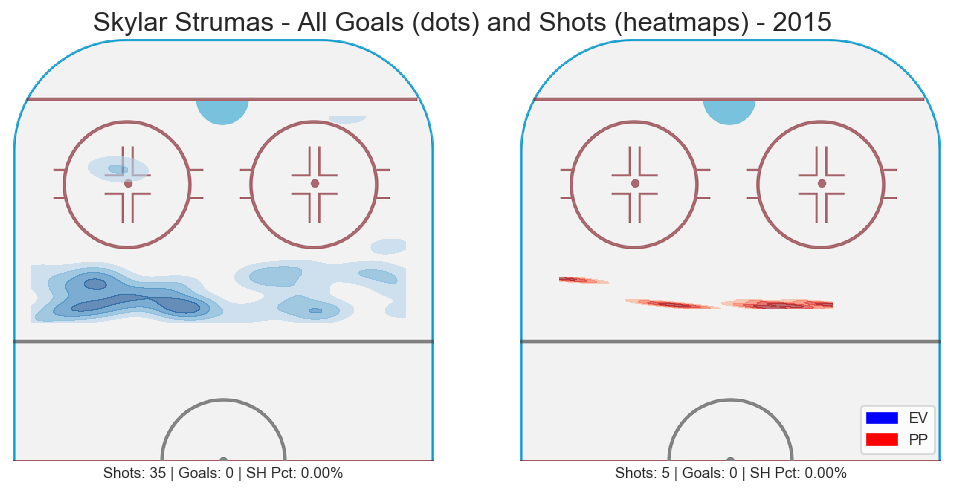 Skylar Strumas - All Goals (dots) and Shots (heatmaps) - 2015
EV
PP
Shots: 35 | Goals: 0 | SH Pct: 0.00%
Shots: 5 | Goals: 0 | SH Pct: 0.00%